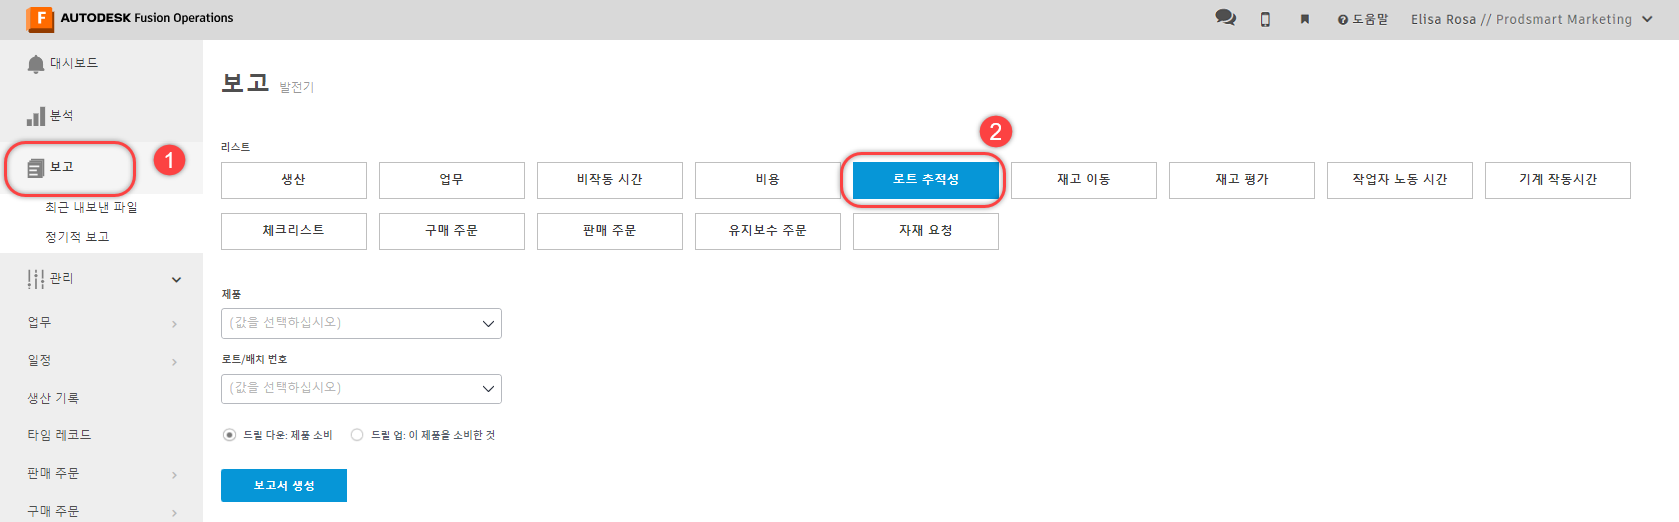 F AUTODESK Fusion Operations
도움말 Elisa Rosa // Prodsmart Marketing
대시보드
분석
보고
1
최근 내보낸 파일
정기적 보고
관리
업무
일정
생산 기록
타임 레코드
판매 주문
구매 주문
보고 발전기
2
리스트
생산 업무 비작동 시간 비용 로트 추적성 재고 이동 재고 평가 작업자 노동 시간 기계 작동시간
체크리스트 구매 주문 판매 주문 유지보수 주문 자재 요청
제품
(값을 선택하십시오)
로트/배치 번호
(값을 선택하십시오)
드릴 다운: 제품 소비 드릴 업: 이 제품을 소비한 것
보고서 생성